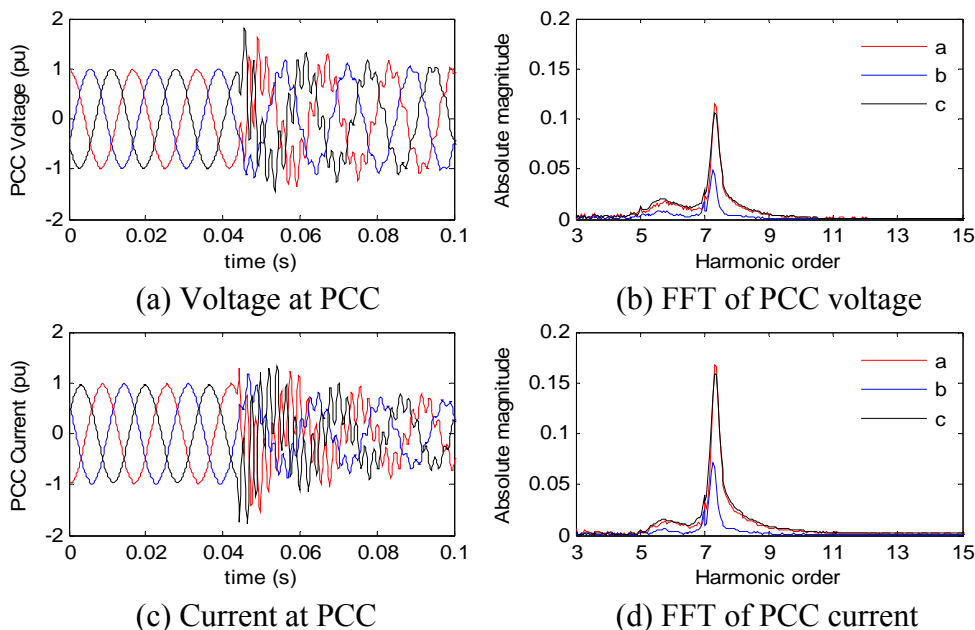 PCC Voltage (pu)
2
1
0
-1
-2
0 0.02 0.04 0.06 0.08 0.1
time (s)
(a) Voltage at PCC
Absolute magnitude
0.2
0.15
0.1
0.05
0
3 5 7 9 11 13 15
Harmonic order
a
b
c
(b) FFT of PCC voltage
PCC Current (pu)
2
1
0
-1
-2
0 0.02 0.04 0.06 0.08 0.1
time (s)
(c) Current at PCC
Absolute magnitude
0.2
0.15
0.1
0.05
0
3 5 7 9 11 13 15
Harmonic order
a
b
c
(d) FFT of PCC current